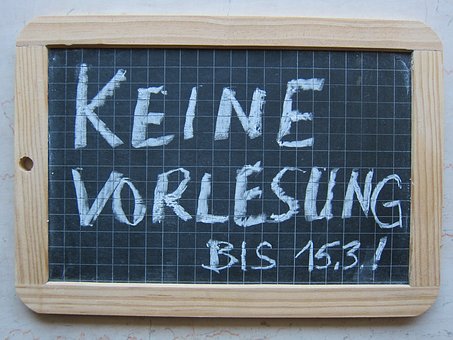 KEINE
VORLESUNG
BIS 15.3.!